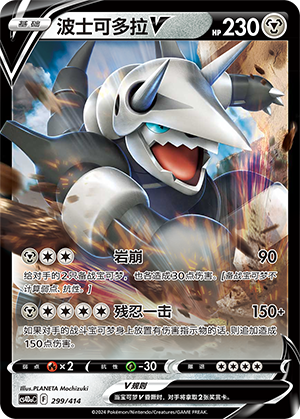 基础 波士可多拉V HP 230
岩崩 90
给对手的2只备战宝可梦，也各造成30点伤害。[备战宝可梦不
计算弱点、抗性。]
残忍一击 150+
如果对手的战斗宝可梦身上放置有伤害指示物的话，则追加造成
150点伤害。
弱点 ×2 抗性 -30 撤退
Illus.PLANETA Mochizuki
V规则
当宝可梦V昏厥时，对手将拿取2张奖赏卡。
F 299/414
©2024 Pokémon/Nintendo/Creatures/GAME FREAK.